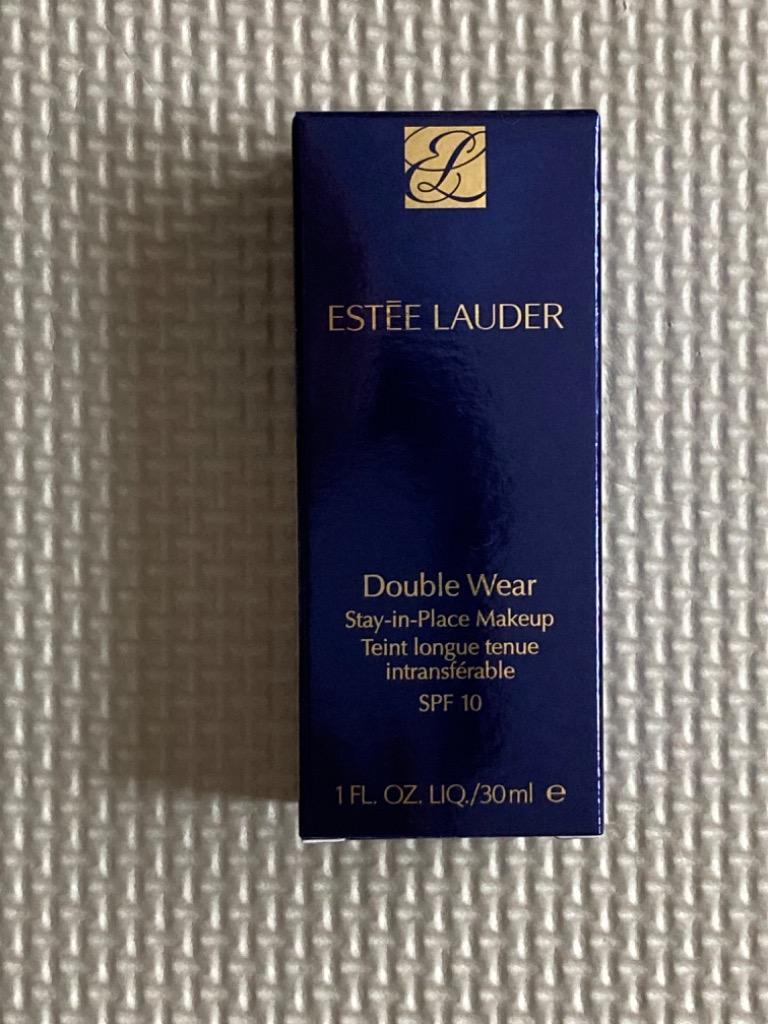 EL
ESTĒE LAUDER
Double Wear
Stay-in-Place Makeup
Teint longue tenue
intransférable
SPF 10
1 FL. OZ. LIQ./30ml ℮